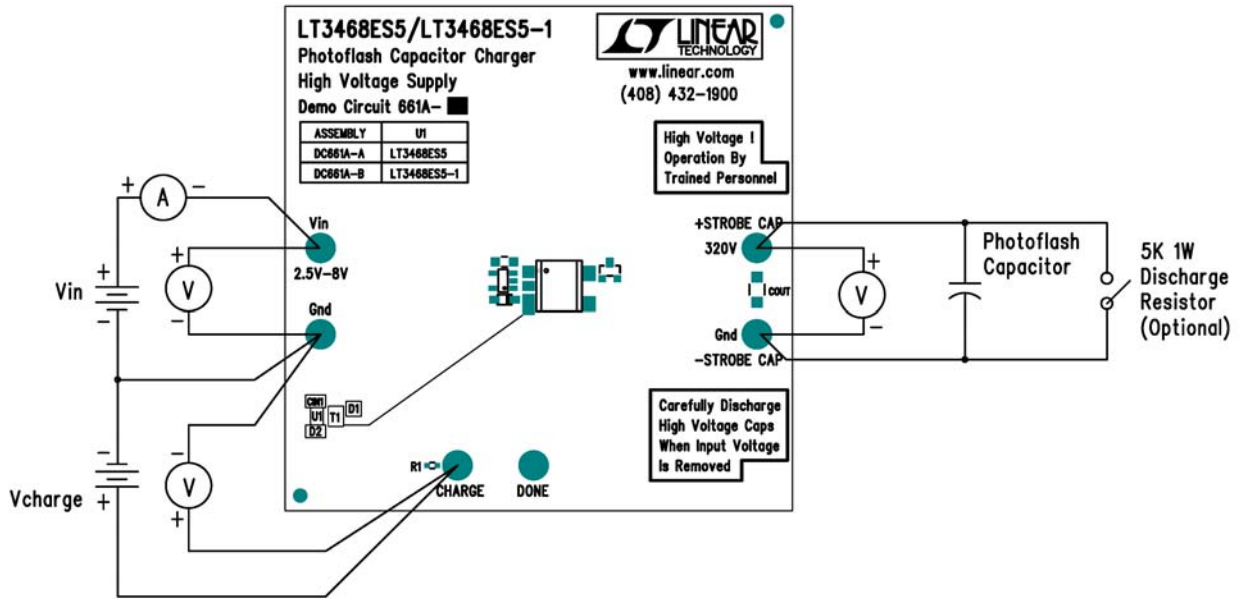 LT3468ES5/LT3468ES5-1
Photoflash Capacitor Charger
High Voltage Supply
Demo Circuit 661A-
ASSEMBLY U1
DC661A-A LT3468ES5
DC661A-B LT3468ES5-1
LINEAR
TECHNOLOGY
www.linear.com
(408) 432-1900
High Voltage !
Operation By
Trained Personnel
+ A -
Vin
2.5V-8V
Gnd
+
V
-
Vin
+
-
+STROBE CAP
320V
COUT
Gnd
-STROBE CAP
+
V
-
Photoflash
Capacitor
5K 1W
Discharge
Resistor
(Optional)
CIN1
U1 T1 D1
D2
Carefully Discharge
High Voltage Caps
When Input Voltage
Is Removed
R1
CHARGE
DONE
-
V
+
-
Vcharge +